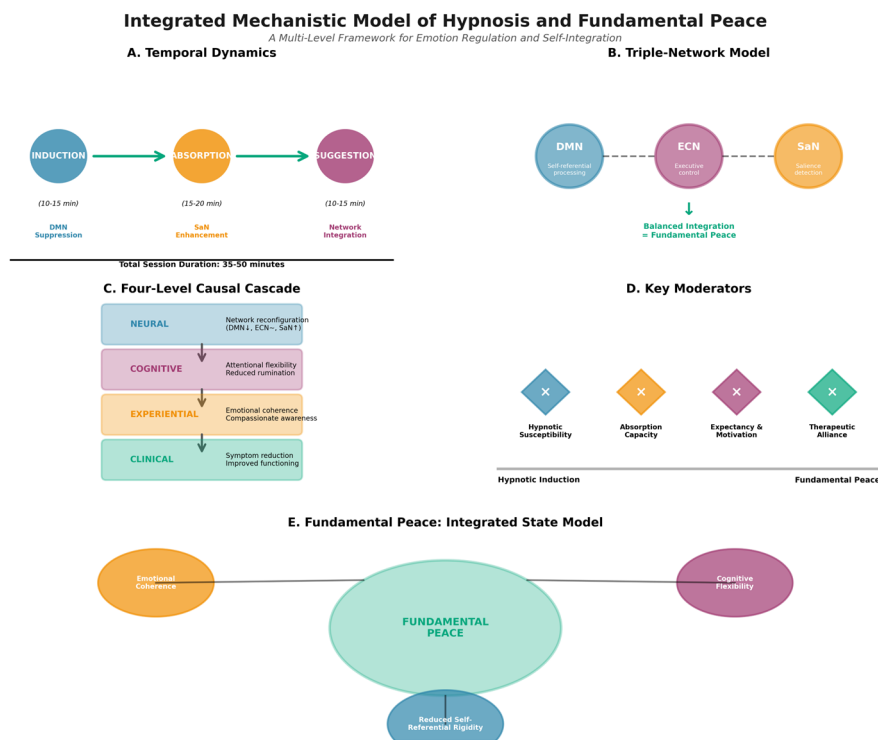 Integrated Mechanistic Model of Hypnosis and Fundamental Peace
A Multi-Level Framework for Emotion Regulation and Self-Integration
A. Temporal Dynamics
INDUCTION
ABSORPTION
SUGGESTION
(10-15 min)
(15-20 min)
(10-15 min)
DMN
Suppression
SaN
Enhancement
Network
Integration
Total Session Duration: 35-50 minutes
B. Triple-Network Model
DMN
Self-referential
processing
ECN
Executive
control
SaN
Salience
detection
↓
Balanced Integration
= Fundamental Peace
C. Four-Level Causal Cascade
NEURAL
Network reconfiguration
(DMN↓, ECN~, SaN↑)
COGNITIVE
Attentional flexibility
Reduced rumination
EXPERIENTIAL
Emotional coherence
Compassionate awareness
CLINICAL
Symptom reduction
Improved functioning
D. Key Moderators
×
×
×
×
Hypnotic
Susceptibility
Absorption
Capacity
Expectancy &
Motivation
Therapeutic
Alliance
Hypnotic Induction
Fundamental Peace
E. Fundamental Peace: Integrated State Model
Emotional
Coherence
Cognitive
Flexibility
FUNDAMENTAL
PEACE
Reduced Self-
Referential Rigidity